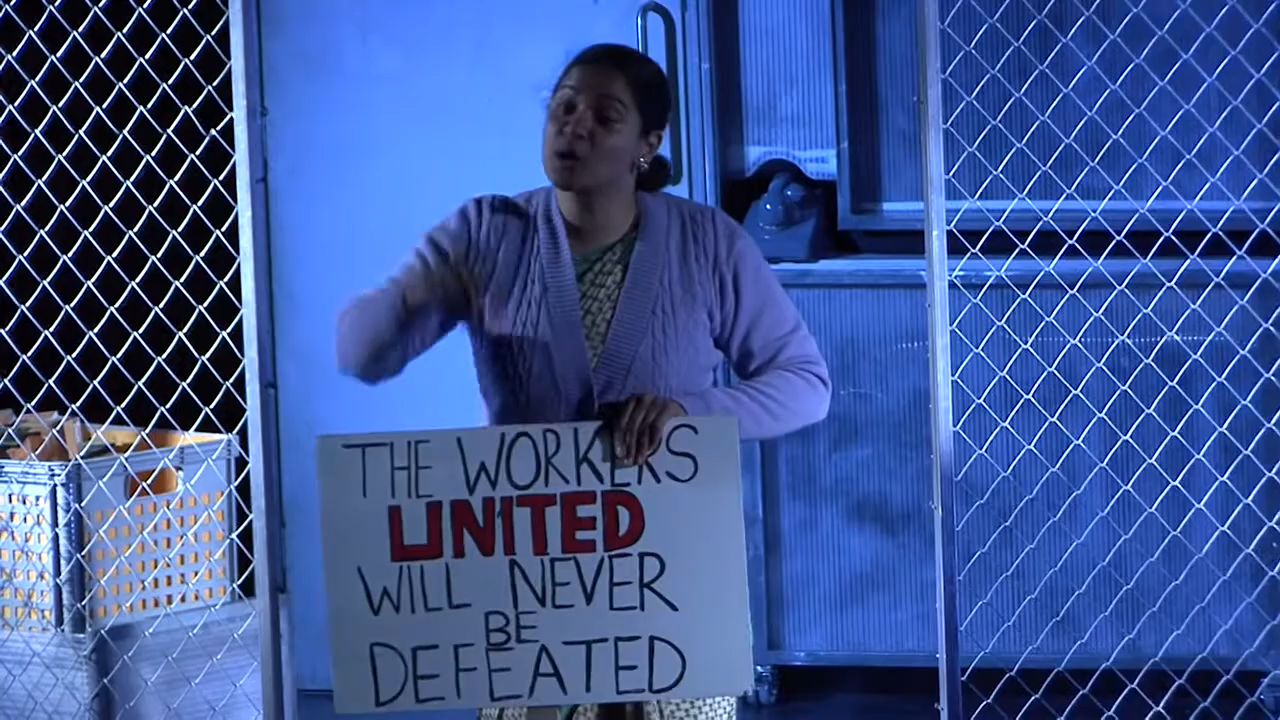 THE WORKERS
UNITED
WILL NEVER
BE
DEFEATED